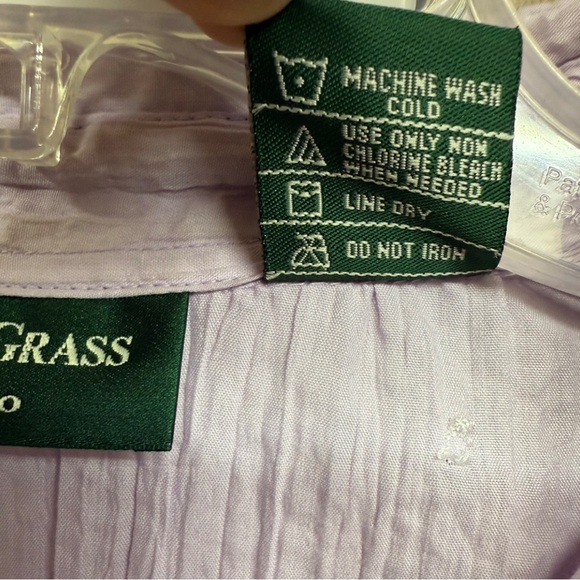 MACHINE WASH
COLD
USE ONLY NON
CHLORINE BLEACH
WHEN NEEDED
LINE DRY
DO NOT IRON
GRASS
O
& P